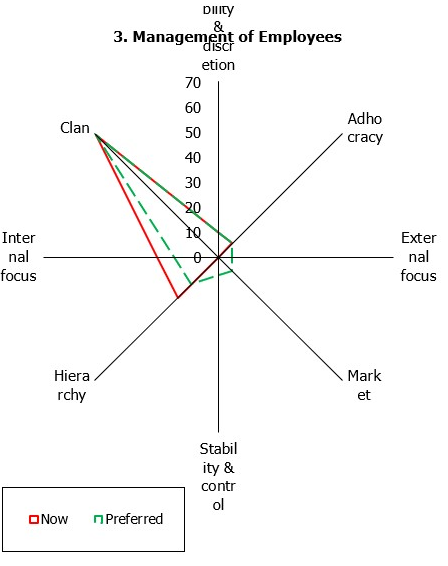 bility
&
discr
etion
3. Management of Employees
70
60
50
40
30
20
10
0
Adho
cracy
Clan
Inter
nal
focus
Exter
nal
focus
Hiera
rchy
Mark
et
Stabil
ity &
contr
ol
Now
Preferred